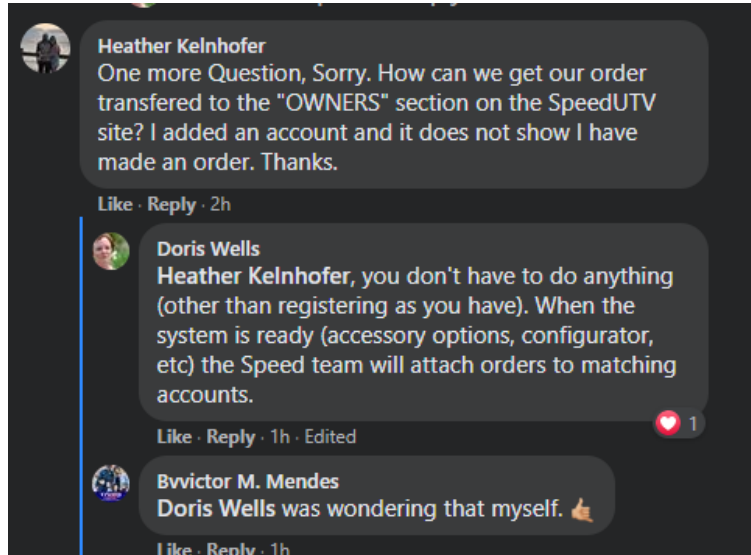 Heather Kelnhofer
One more Question, Sorry. How can we get our order
transfered to the "OWNERS" section on the SpeedUTV
site? I added an account and it does not show I have
made an order. Thanks.
Like · Reply · 2h
Doris Wells
Heather Kelnhofer, you don't have to do anything
(other than registering as you have). When the
system is ready (accessory options, configurator,
etc) the Speed team will attach orders to matching
accounts.
1
Like · Reply · 1h · Edited
Bvvictor M. Mendes
Doris Wells was wondering that myself. 🤙🏼
Like · Reply · 1h